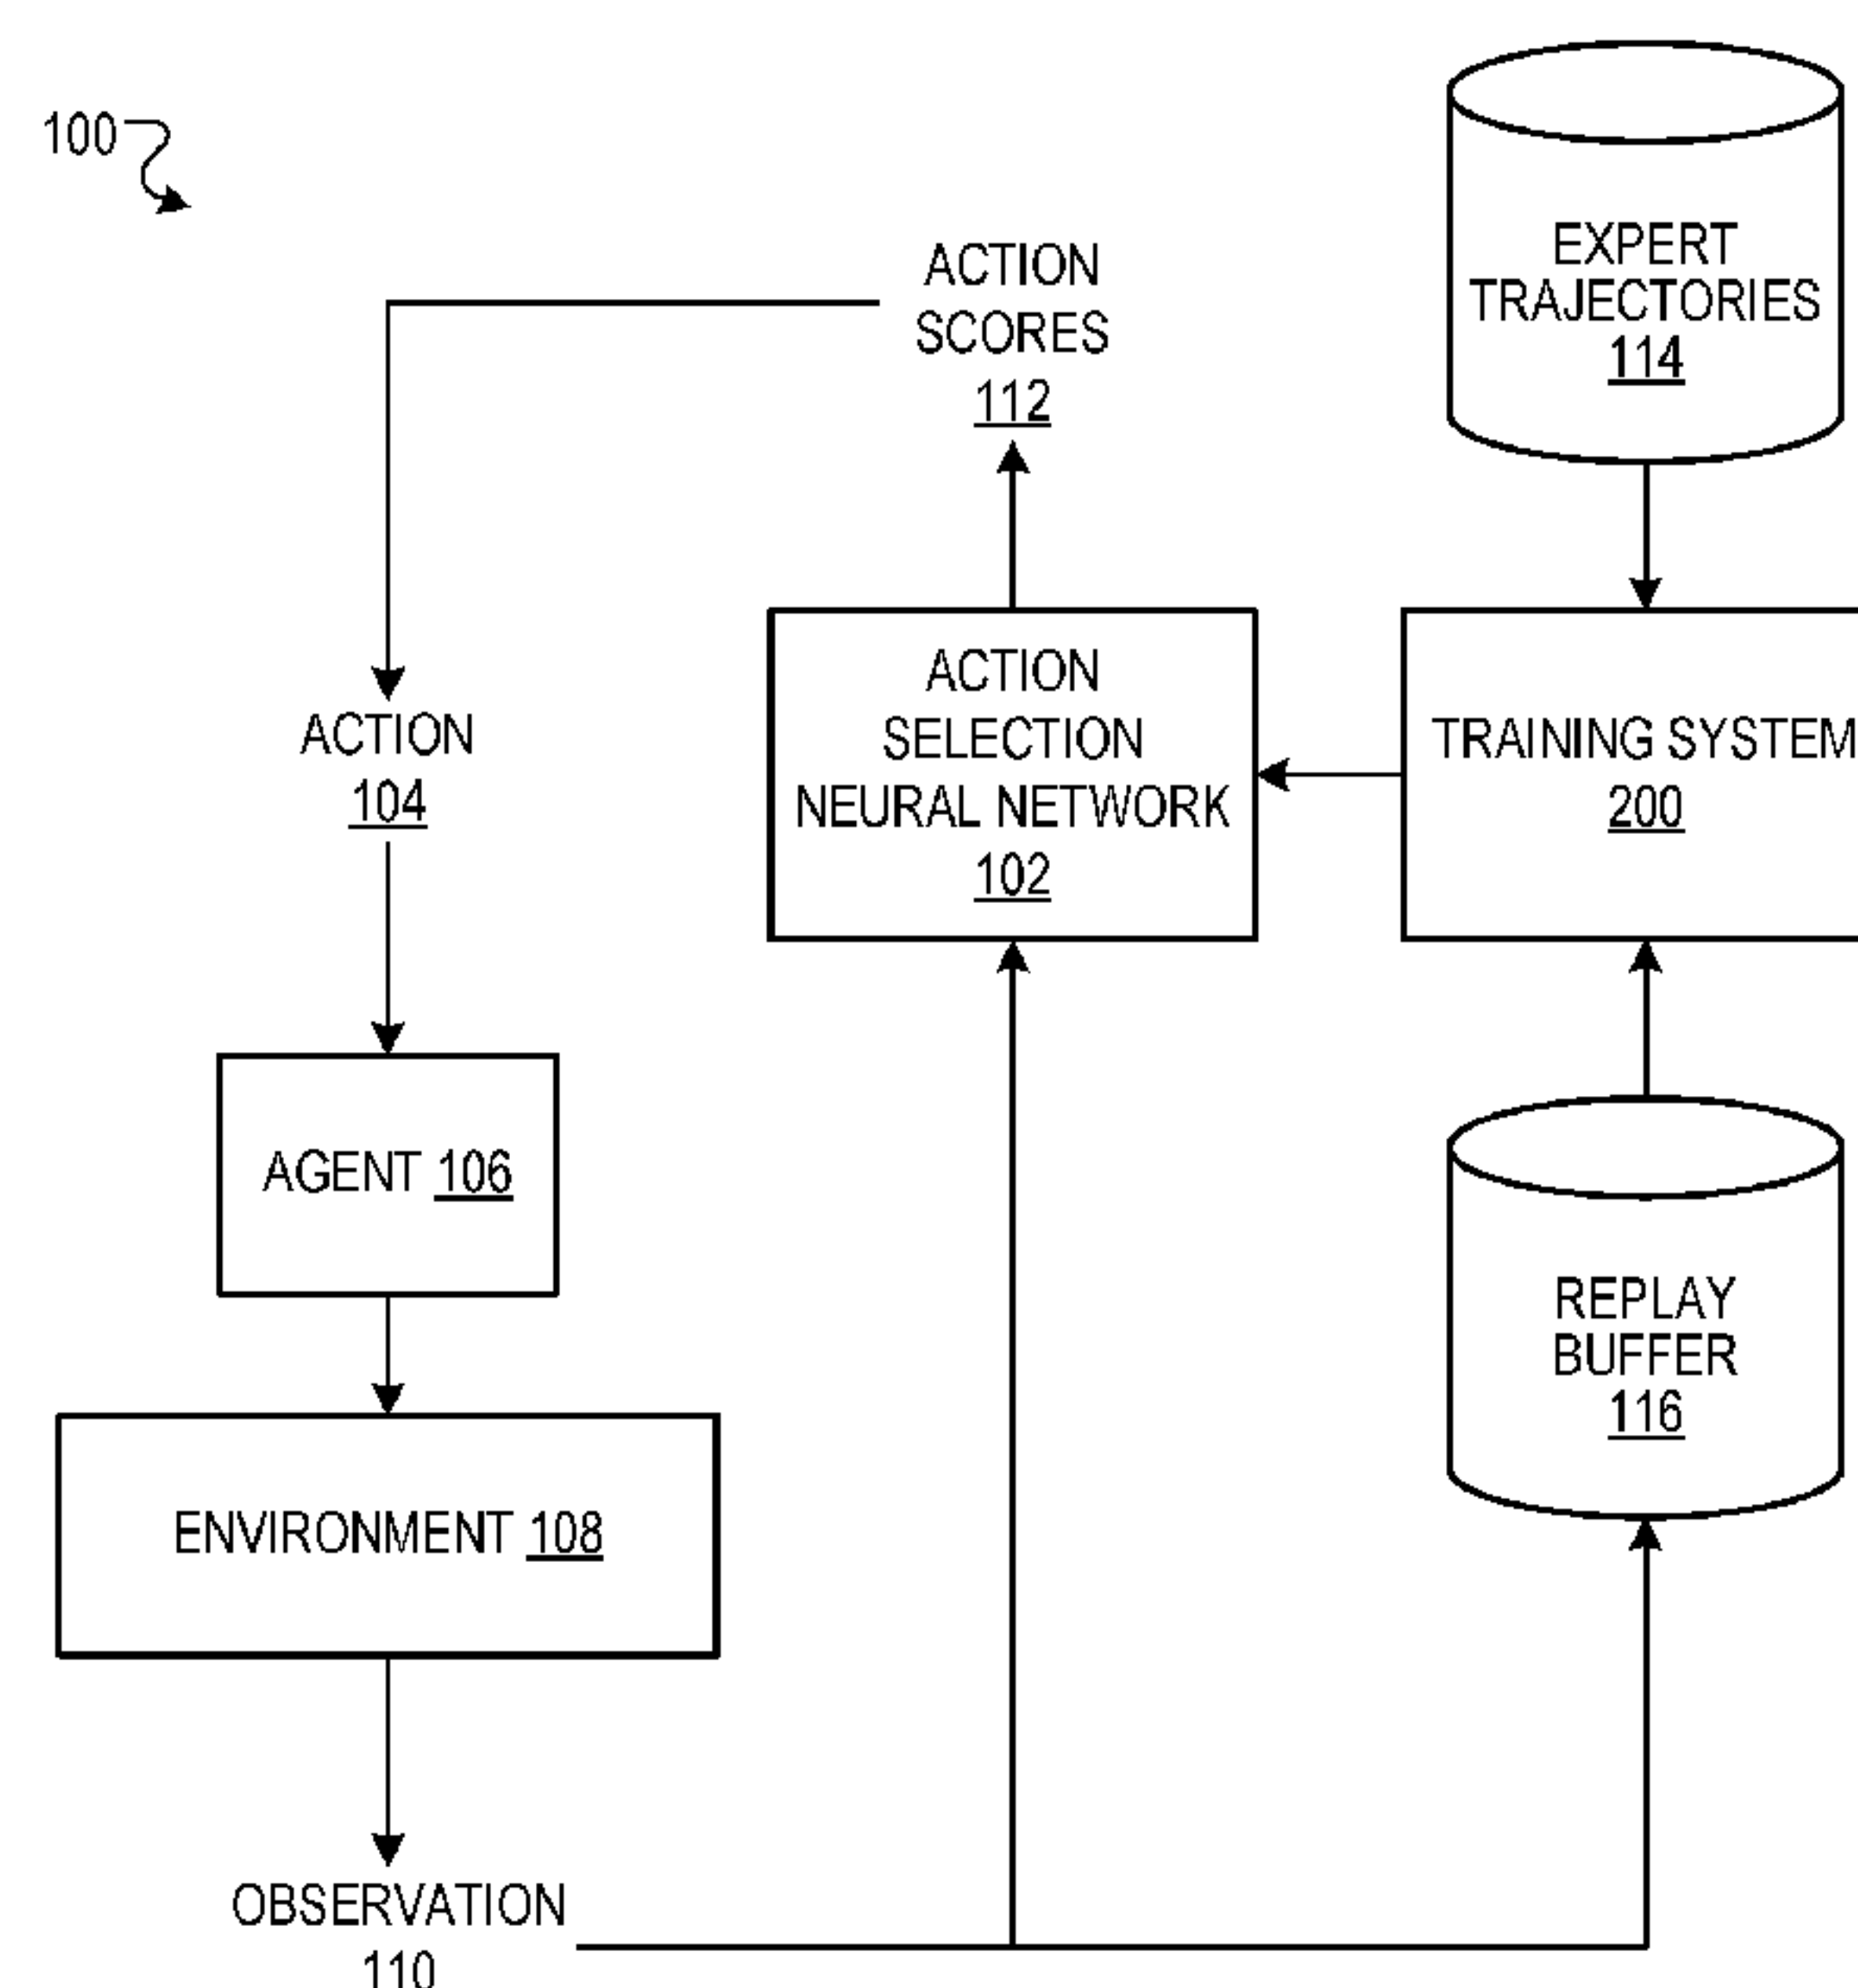 100
ACTION
SCORES
112
EXPERT
TRAJECTORIES
114
ACTION
104
ACTION
SELECTION
NEURAL NETWORK
102
TRAINING SYSTEM
200
AGENT 106
REPLAY
BUFFER
116
ENVIRONMENT 108
OBSERVATION
110